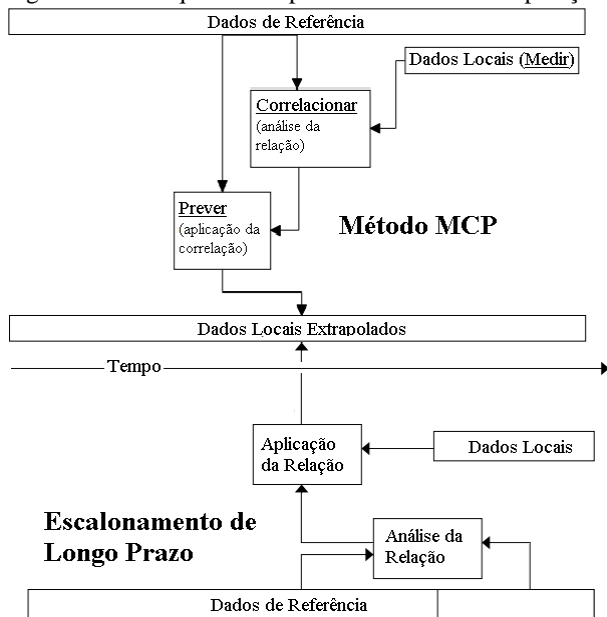 Dados de Referência
Dados Locais (Medir)
Correlacionar
(análise da
relação)
Prever
(aplicação da
correlação)
Método MCP
Dados Locais Extrapolados
Tempo
Aplicação
da Relação
Dados Locais
Escalonamento de
Longo Prazo
Análise da
Relação
Dados de Referência